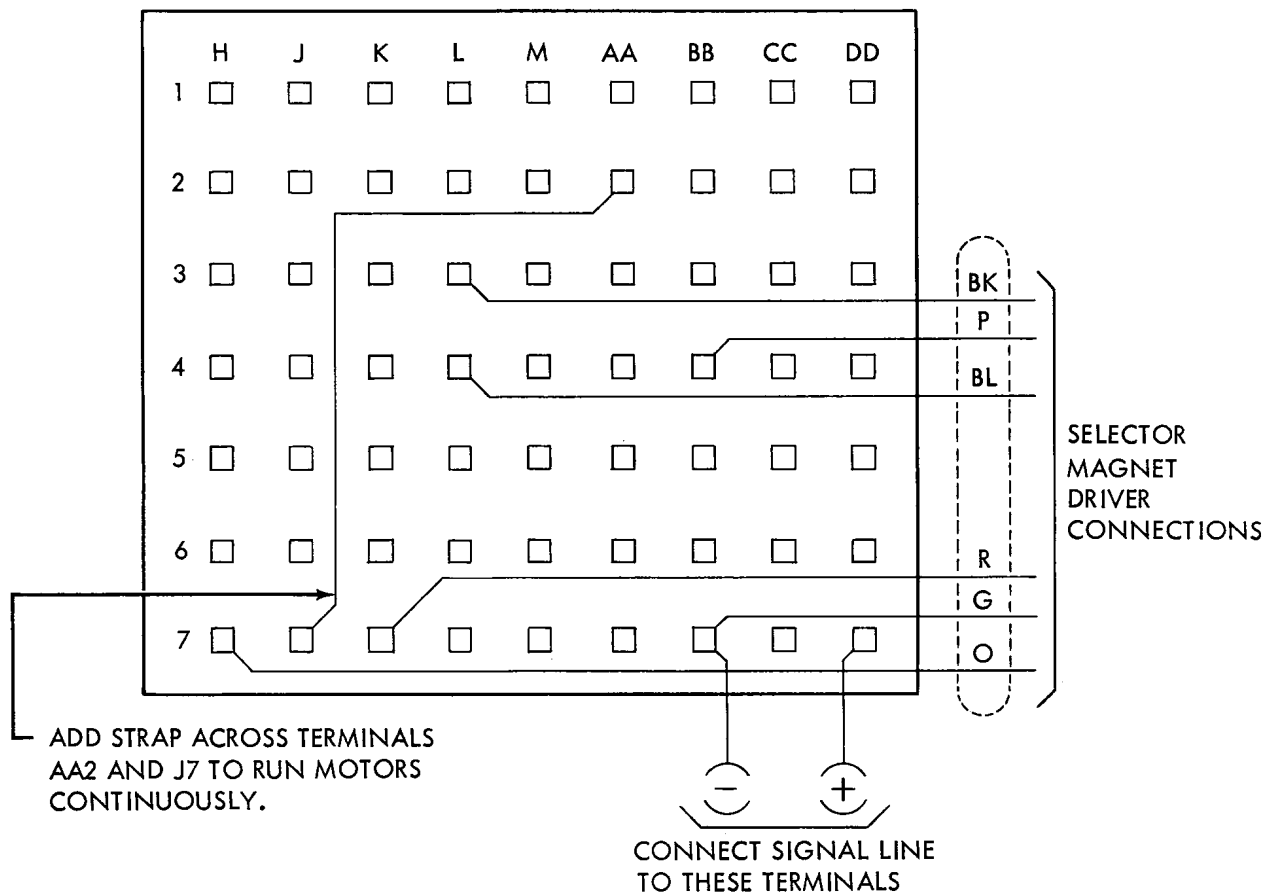 H J K L M AA BB CC DD
1
2
3
BK
P
4
BL
5
SELECTOR
MAGNET
DRIVER
CONNECTIONS
6
R
G
7
O
ADD STRAP ACROSS TERMINALS
AA2 AND J7 TO RUN MOTORS
CONTINUOUSLY.
− +
CONNECT SIGNAL LINE
TO THESE TERMINALS